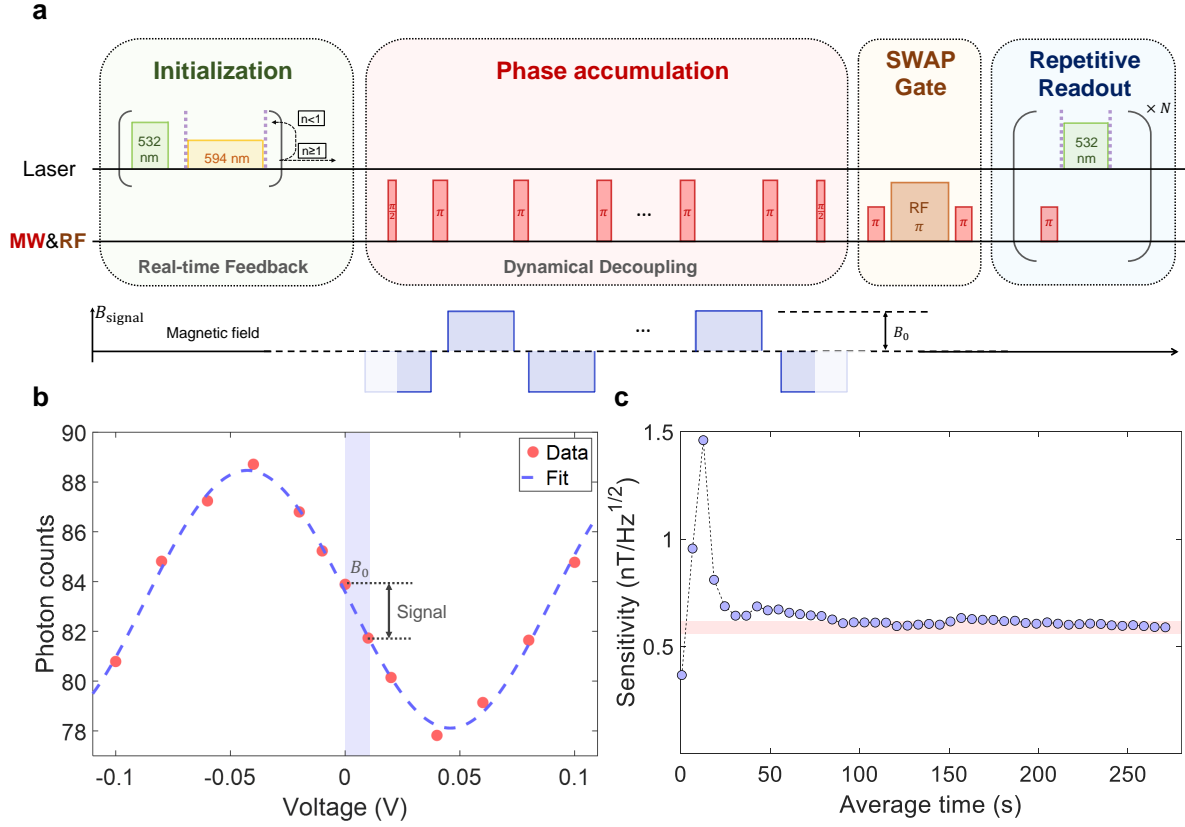 a
Initialization
Phase accumulation
SWAP
Gate
Repetitive
Readout
n<1
n≥1
532
nm
594 nm
532
nm
× N
Laser
π/2
π
π
π
...
π
π
π/2
π
RF
π
π
π
MW&RF
Real-time Feedback
Dynamical Decoupling
B_signal
Magnetic field
...
B_0
b
90
88
86
84
82
80
78
Photon counts
Data
Fit
B_0
Signal
-0.1
-0.05
0
0.05
0.1
Voltage (V)
c
1.5
1
0.5
Sensitivity (nT/Hz^{1/2})
0
50
100
150
200
250
Average time (s)